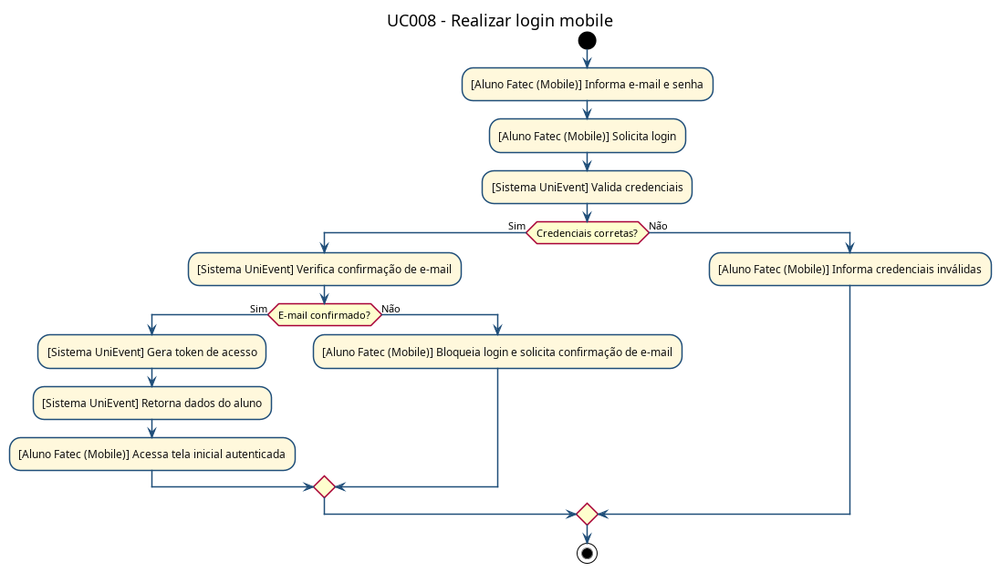 UC008 - Realizar login mobile
[Aluno Fatec (Mobile)] Informa e-mail e senha
[Aluno Fatec (Mobile)] Solicita login
[Sistema UniEvent] Valida credenciais
Sim
Credenciais corretas?
Não
[Sistema UniEvent] Verifica confirmação de e-mail
[Aluno Fatec (Mobile)] Informa credenciais inválidas
Sim
E-mail confirmado?
Não
[Sistema UniEvent] Gera token de acesso
[Aluno Fatec (Mobile)] Bloqueia login e solicita confirmação de e-mail
[Sistema UniEvent] Retorna dados do aluno
[Aluno Fatec (Mobile)] Acessa tela inicial autenticada